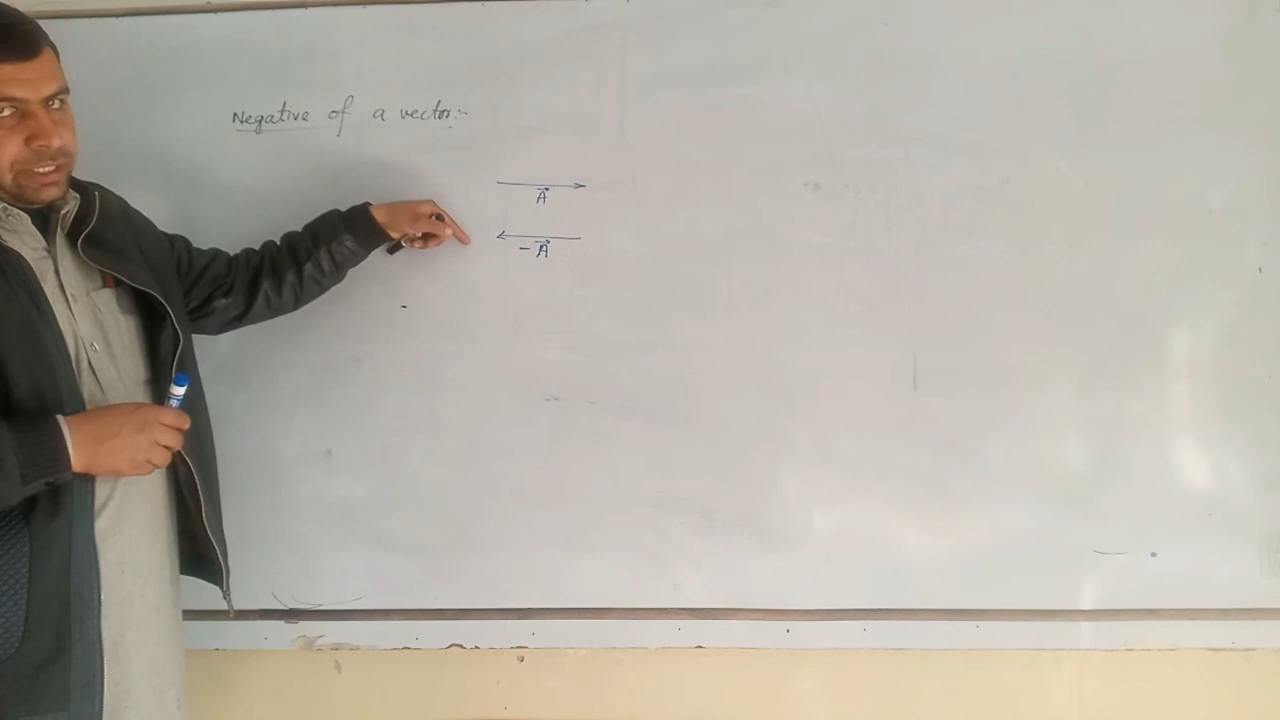 Negative of a vector:-
A⃗
- A⃗